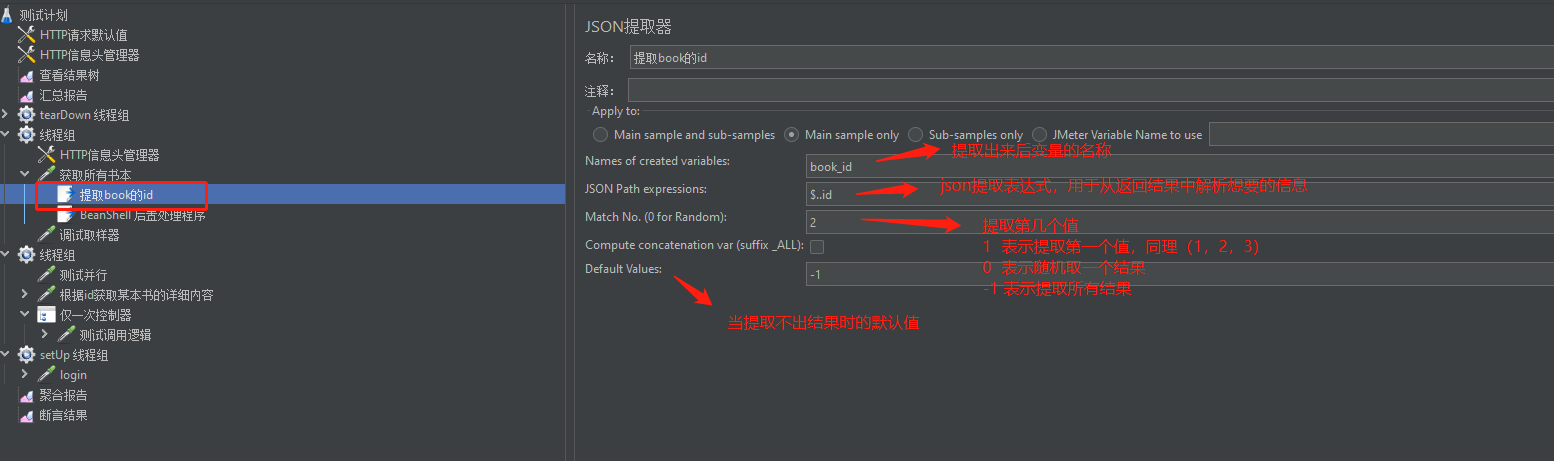 测试计划
HTTP请求默认值
HTTP信息头管理器
查看结果树
汇总报告
tearDown 线程组
线程组
HTTP信息头管理器
获取所有书本
提取book的id
BeanShell 后置处理程序
调试取样器
线程组
测试并行
根据id获取某本书的详细内容
仅一次控制器
测试调用逻辑
setUp 线程组
login
聚合报告
断言结果
JSON提取器
名称： 提取book的id
注释：
Apply to:
Main sample and sub-samples Main sample only Sub-samples only JMeter Variable Name to use
提取出来后变量的名称
Names of created variables: book_id
json提取表达式，用于从返回结果中解析想要的信息
JSON Path expressions: $..id
Match No. (0 for Random): 2
提取第几个值
1 表示提取第一个值，同理（1，2，3）
Compute concatenation var (suffix _ALL):
0 表示随机取一个结果
Default Values: -1
-1 表示提取所有结果
当提取不出结果时的默认值